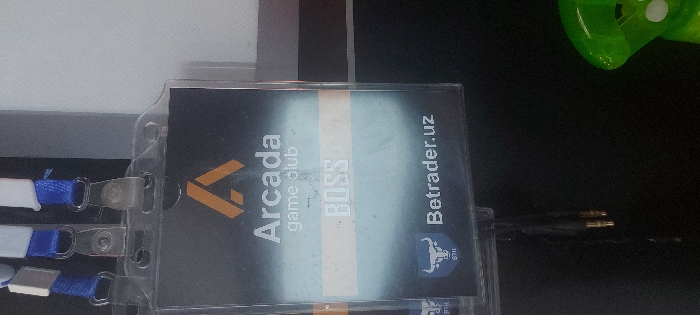 Arcada
game club
BOSS
Betrader.uz